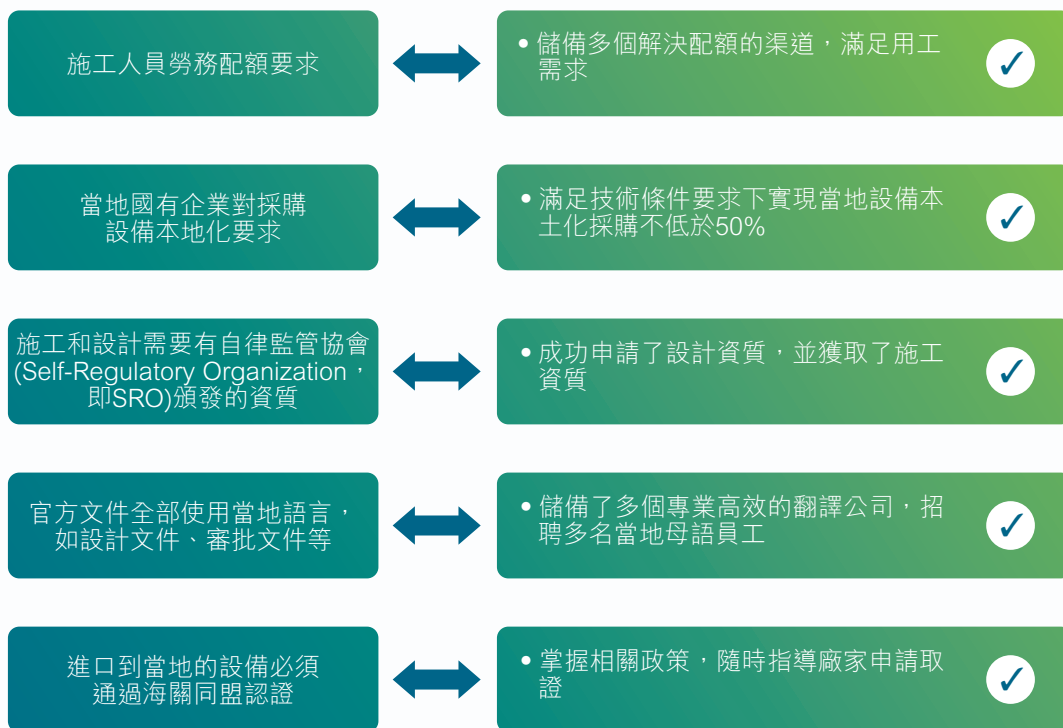 施工人員勞務配額要求
• 儲備多個解決配額的渠道，滿足用工
需求
當地國有企業對採購
設備本地化要求
• 滿足技術條件要求下實現當地設備本
土化採購不低於50%
施工和設計需要有自律監管協會
(Self-Regulatory Organization，
即SRO)頒發的資質
• 成功申請了設計資質，並獲取了施工
資質
官方文件全部使用當地語言，
如設計文件、審批文件等
• 儲備了多個專業高效的翻譯公司，招
聘多名當地母語員工
進口到當地的設備必須
通過海關同盟認證
• 掌握相關政策，隨時指導廠家申請取
證